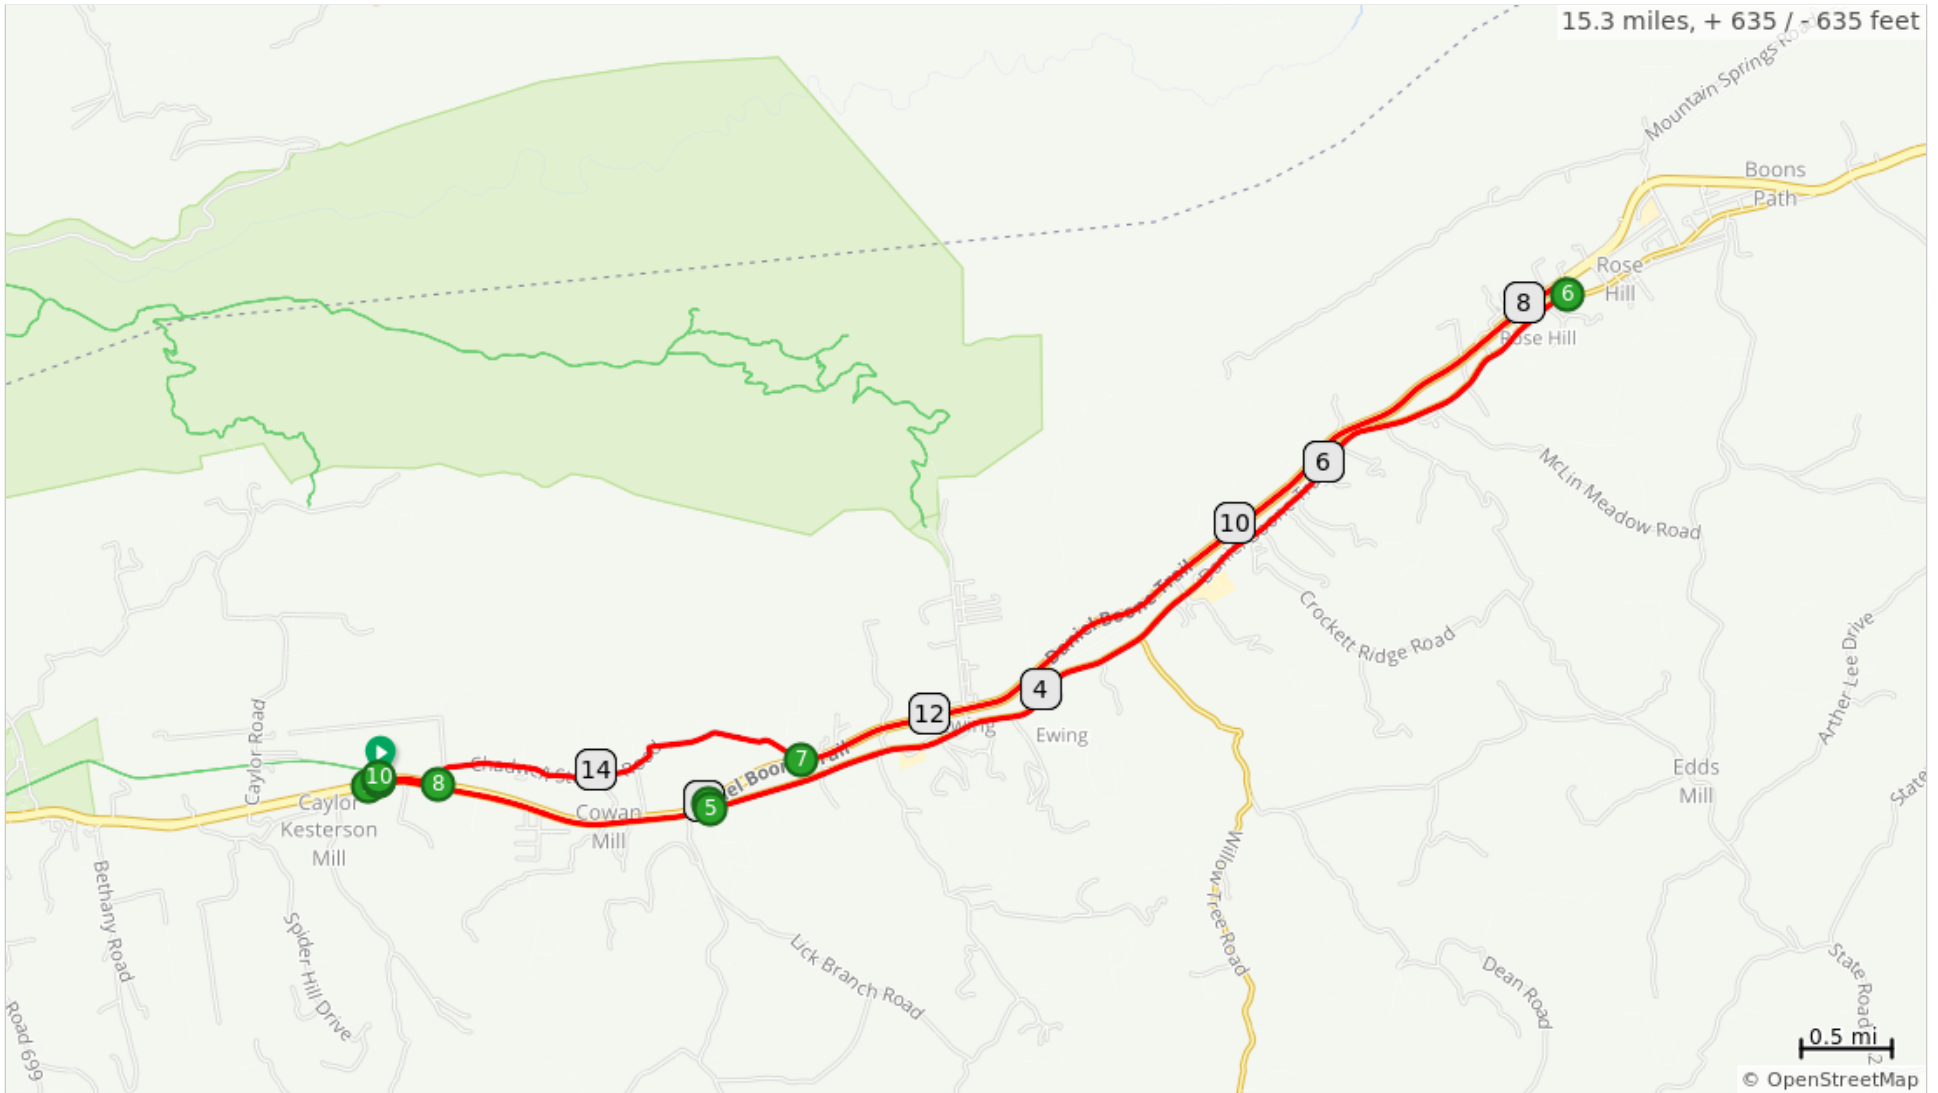 15.3 miles, + 635 / - 635 feet
Mountain Springs Road
Boons
Path
Rose
Hill
6
8
Rose Hill
6
McLin Meadow Road
10
Daniel Boone Trail
Crockett Ridge Road
Arther Lee Drive
4
12
Ewing
Caylor Road
7
14
10
8
5
Caylor
Kesterson
Mill
Cowan
Mill
Edds
Mill
State
Willow Tree Road
Bethany Road
Spider Hill Drive
Lick Branch Road
Dean Road
State Road
Road 699
0.5 mi
© OpenStreetMap